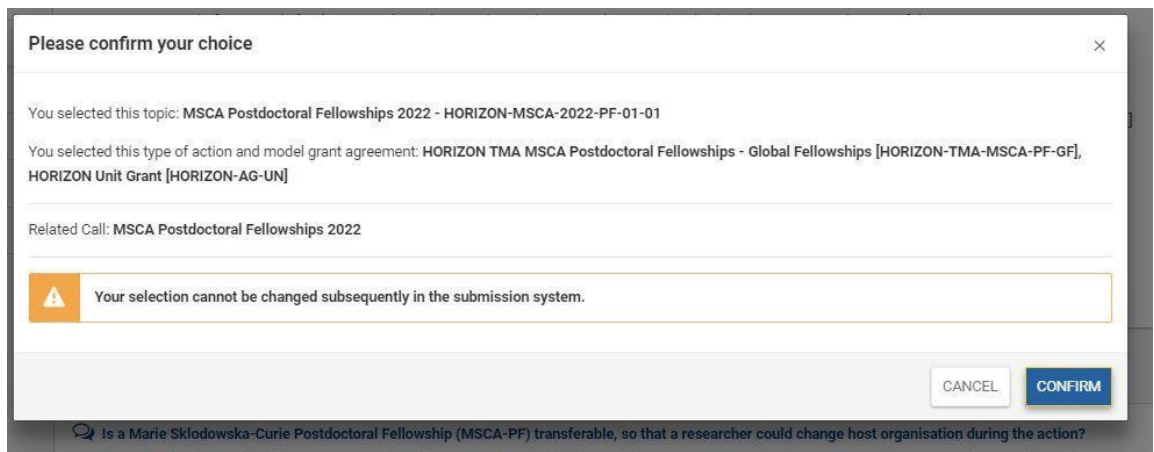 Please confirm your choice
×
You selected this topic: MSCA Postdoctoral Fellowships 2022 - HORIZON-MSCA-2022-PF-01-01
You selected this type of action and model grant agreement: HORIZON TMA MSCA Postdoctoral Fellowships - Global Fellowships [HORIZON-TMA-MSCA-PF-GF],
HORIZON Unit Grant [HORIZON-AG-UN]
Related Call: MSCA Postdoctoral Fellowships 2022
Your selection cannot be changed subsequently in the submission system.
CANCEL
CONFIRM
Is a Marie Sklodowska-Curie Postdoctoral Fellowship (MSCA-PF) transferable, so that a researcher could change host organisation during the action?